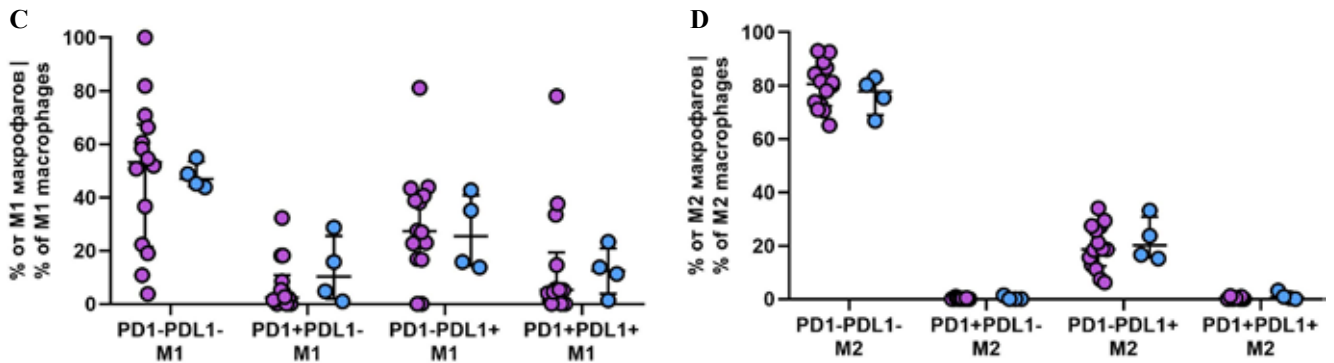 C
% от M1 макрофагов |
% of M1 macrophages
100
80
60
40
20
0
PD1-PDL1-
M1
PD1+PDL1-
M1
PD1-PDL1+
M1
PD1+PDL1+
M1
D
% от M2 макрофагов |
% of M2 macrophages
100
80
60
40
20
0
PD1-PDL1-
M2
PD1+PDL1-
M2
PD1-PDL1+
M2
PD1+PDL1+
M2